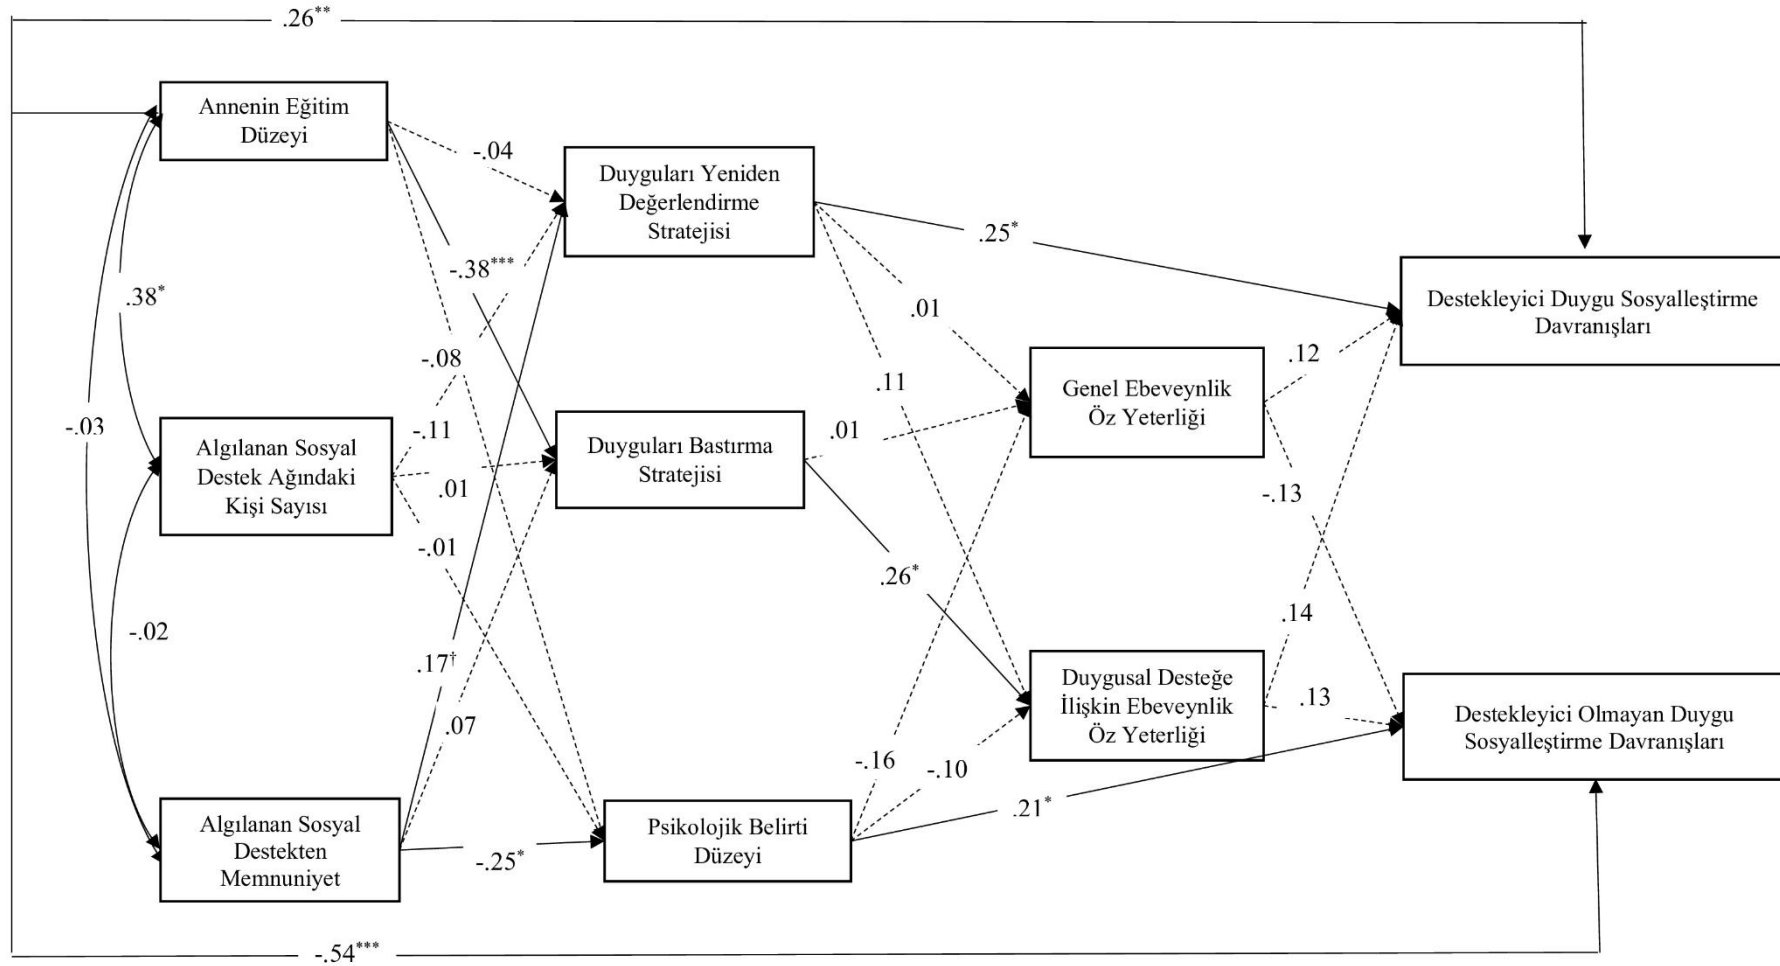 .26**
Annenin Eğitim
Düzeyi
-.04
Duyguları Yeniden
Değerlendirme
Stratejisi
.25*
-.38***
.38*
Destekleyici Duygu Sosyalleştirme
Davranışları
.01
-.08
.12
.11
Genel Ebeveynlik
Öz Yeterliği
-.03
-.11
Algılanan Sosyal
Destek Ağındaki
Kişi Sayısı
Duyguları Bastırma
Stratejisi
.01
.01
-.13
-.01
.26*
-.02
.14
.17†
Duygusal Desteğe
İlişkin Ebeveynlik
Öz Yeterliği
.13
Destekleyici Olmayan Duygu
Sosyalleştirme Davranışları
.07
-.16
-.10
Algılanan Sosyal
Destekten
Memnuniyet
-.25*
Psikolojik Belirti
Düzeyi
.21*
-.54***